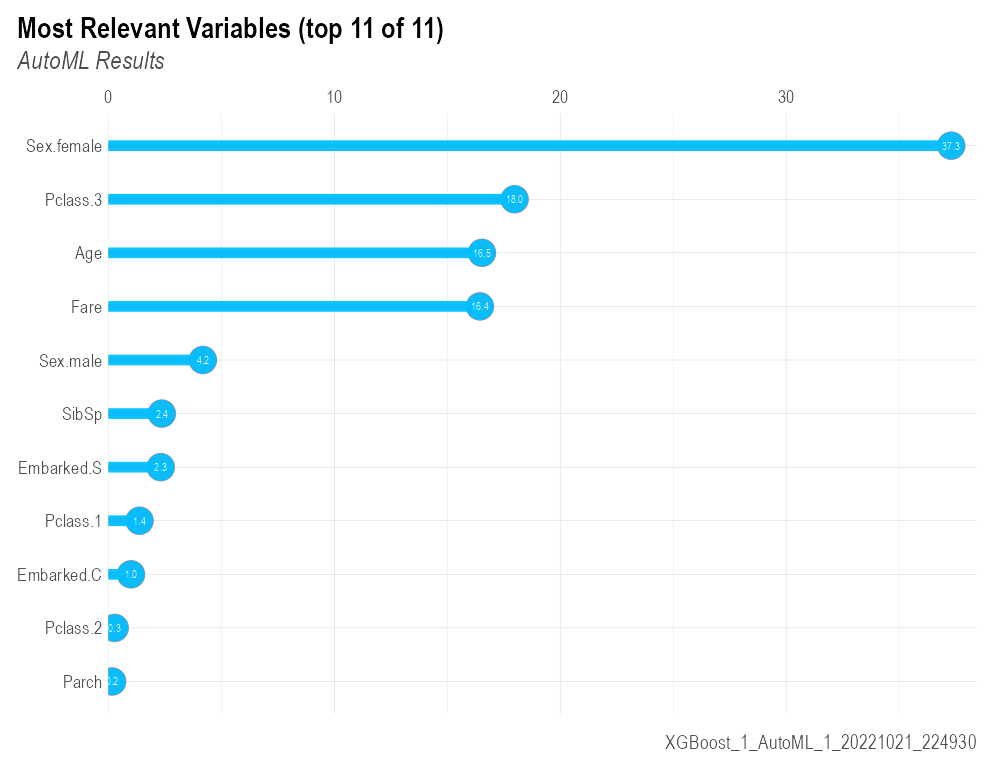 Most Relevant Variables (top 11 of 11)
AutoML Results
0 10 20 30
Sex.female 37.3
Pclass.3 18.0
Age 16.5
Fare 16.4
Sex.male 4.2
SibSp 2.4
Embarked.S 2.3
Pclass.1 1.4
Embarked.C 1.0
Pclass.2 0.3
Parch 0.2
XGBoost_1_AutoML_1_20221021_224930